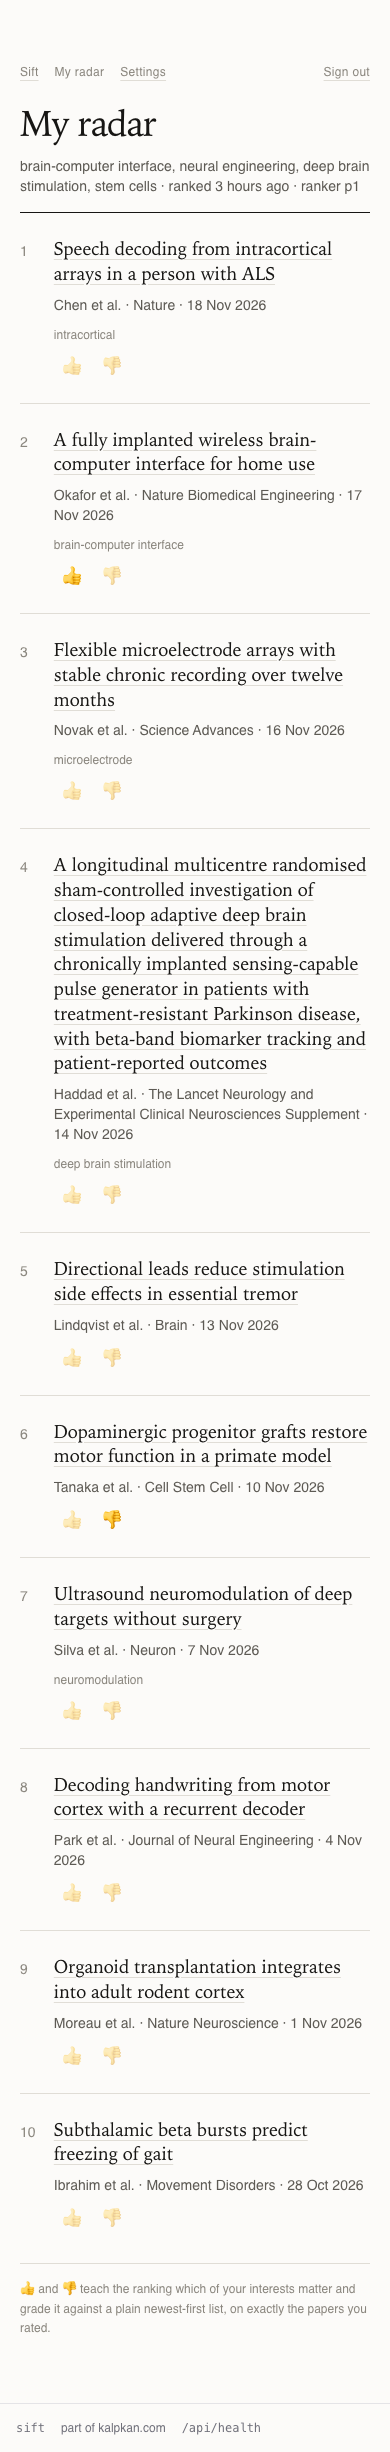 Sift My radar Settings Sign out
My radar
brain-computer interface, neural engineering, deep brain
stimulation, stem cells · ranked 3 hours ago · ranker p1
1
Speech decoding from intracortical
arrays in a person with ALS
Chen et al. · Nature · 18 Nov 2026
intracortical
👍 👎
2
A fully implanted wireless brain-
computer interface for home use
Okafor et al. · Nature Biomedical Engineering · 17
Nov 2026
brain-computer interface
👍 👎
3
Flexible microelectrode arrays with
stable chronic recording over twelve
months
Novak et al. · Science Advances · 16 Nov 2026
microelectrode
👍 👎
4
A longitudinal multicentre randomised
sham-controlled investigation of
closed-loop adaptive deep brain
stimulation delivered through a
chronically implanted sensing-capable
pulse generator in patients with
treatment-resistant Parkinson disease,
with beta-band biomarker tracking and
patient-reported outcomes
Haddad et al. · The Lancet Neurology and
Experimental Clinical Neurosciences Supplement ·
14 Nov 2026
deep brain stimulation
👍 👎
5
Directional leads reduce stimulation
side effects in essential tremor
Lindqvist et al. · Brain · 13 Nov 2026
👍 👎
6
Dopaminergic progenitor grafts restore
motor function in a primate model
Tanaka et al. · Cell Stem Cell · 10 Nov 2026
👍 👎
7
Ultrasound neuromodulation of deep
targets without surgery
Silva et al. · Neuron · 7 Nov 2026
neuromodulation
👍 👎
8
Decoding handwriting from motor
cortex with a recurrent decoder
Park et al. · Journal of Neural Engineering · 4 Nov
2026
👍 👎
9
Organoid transplantation integrates
into adult rodent cortex
Moreau et al. · Nature Neuroscience · 1 Nov 2026
👍 👎
10
Subthalamic beta bursts predict
freezing of gait
Ibrahim et al. · Movement Disorders · 28 Oct 2026
👍 👎
👍 and 👎 teach the ranking which of your interests matter and
grade it against a plain newest-first list, on exactly the papers you
rated.
sift part of kalpkan.com /api/health